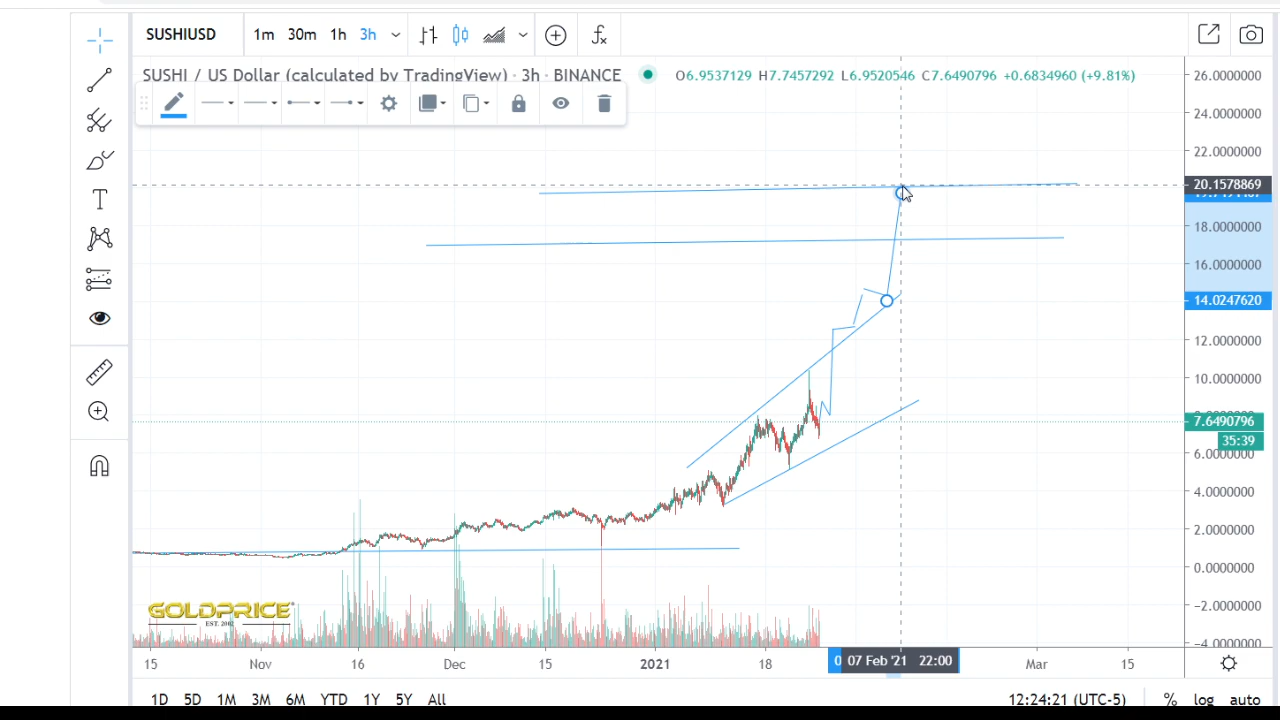 SUSHIUSD 1m 30m 1h 3h
SUSHI / US Dollar (calculated by TradingView) · 3h · BINANCE O6.9537129 H7.7457292 L6.9520546 C7.6490796 +0.6834960 (+9.81%)
26.0000000
24.0000000
22.0000000
20.1578869
18.0000000
16.0000000
14.0247620
12.0000000
10.0000000
7.6490796
35:39
6.0000000
4.0000000
2.0000000
0.0000000
−2.0000000
−4.0000000
GOLDPRICE
EST. 2002
15 Nov 16 Dec 15 2021 18 07 Feb '21 22:00 Mar 15
1D 5D 1M 3M 6M YTD 1Y 5Y All 12:24:21 (UTC-5) % log auto